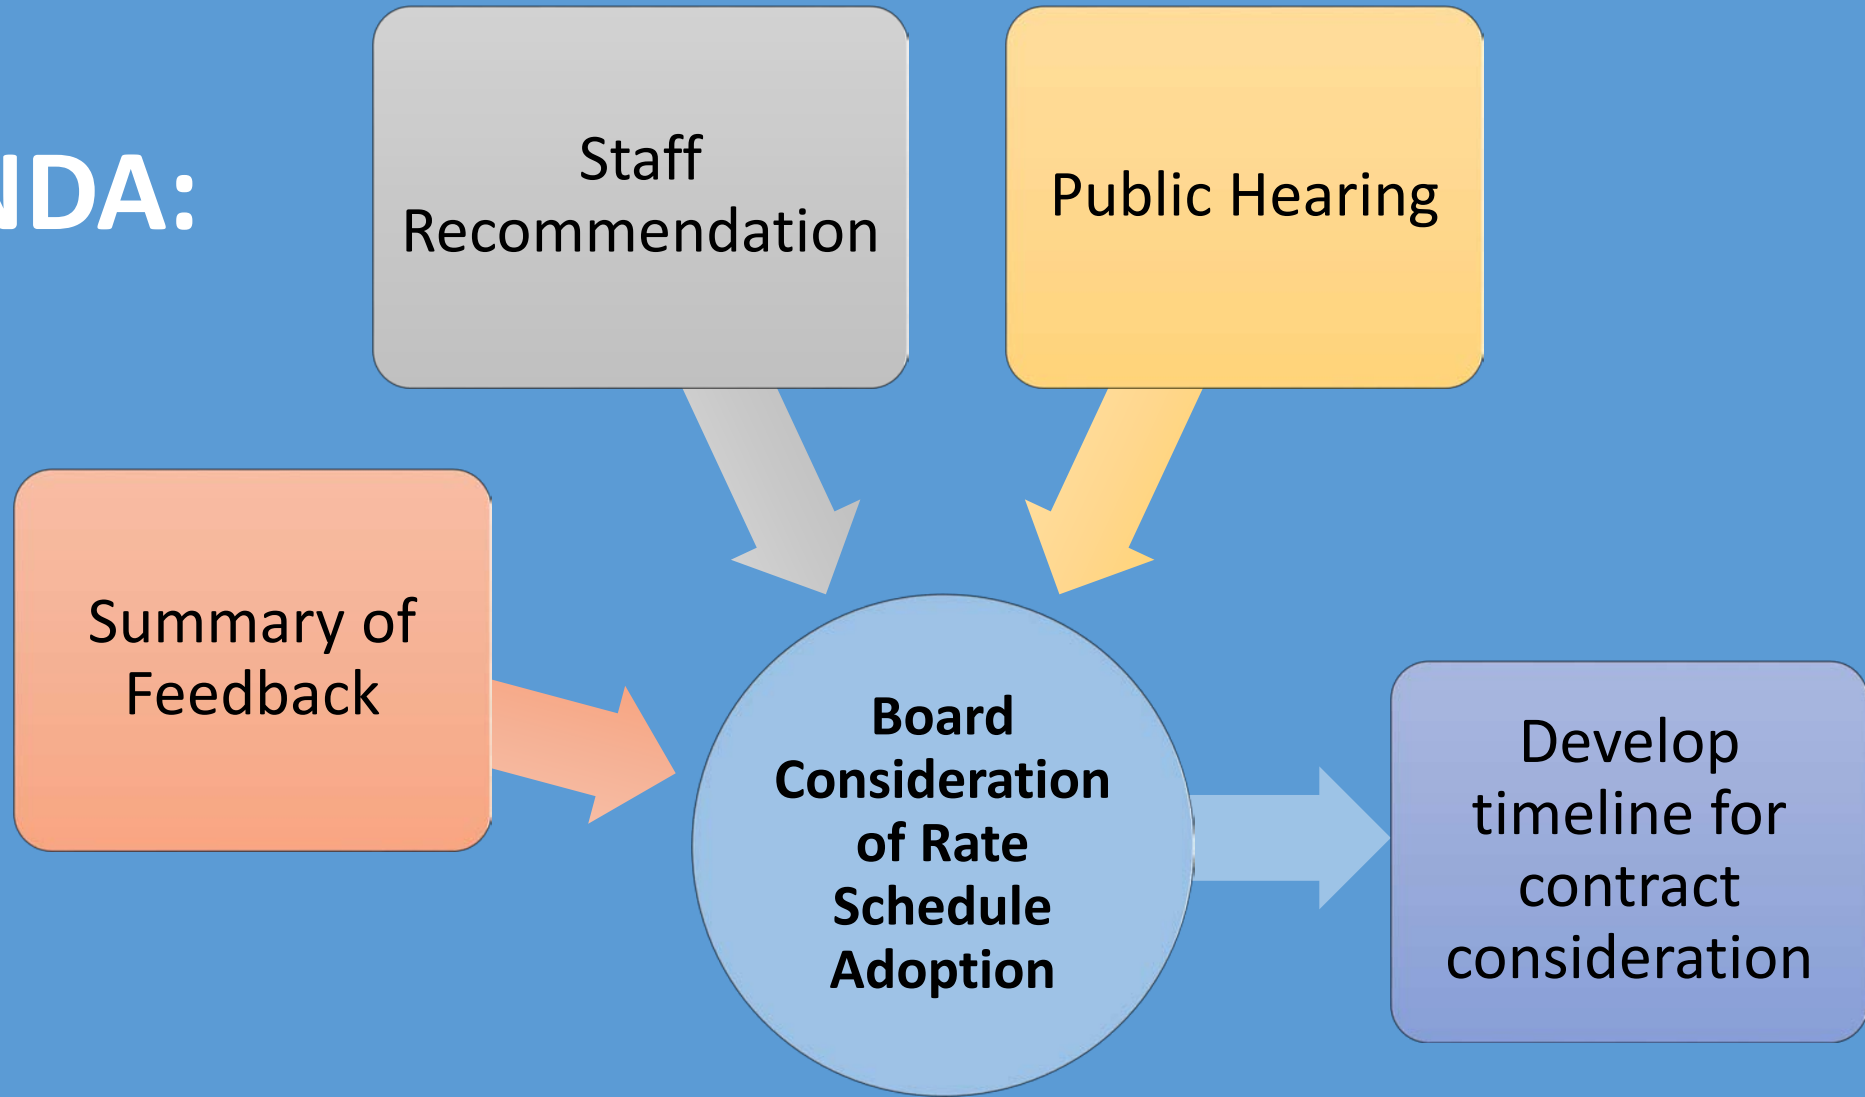 NDA:
Staff
Recommendation
Public Hearing
Summary of
Feedback
Board
Consideration
of Rate
Schedule
Adoption
Develop
timeline for
contract
consideration